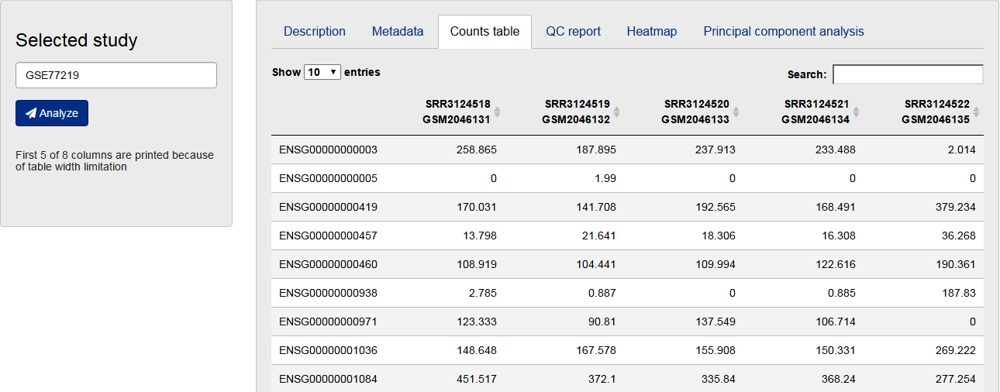 Selected study
GSE77219
Analyze
First 5 of 8 columns are printed because
of table width limitation
Description Metadata Counts table QC report Heatmap Principal component analysis
Show 10 entries
Search:
SRR3124518 SRR3124519 SRR3124520 SRR3124521 SRR3124522
GSM2046131 GSM2046132 GSM2046133 GSM2046134 GSM2046135
ENSG00000000003 258.865 187.895 237.913 233.488 2.014
ENSG00000000005 0 1.99 0 0 0
ENSG00000000419 170.031 141.708 192.565 168.491 379.234
ENSG00000000457 13.798 21.641 18.306 16.308 36.268
ENSG00000000460 108.919 104.441 109.994 122.616 190.361
ENSG00000000938 2.785 0.887 0 0.885 187.83
ENSG00000000971 123.333 90.81 137.549 106.714 0
ENSG00000001036 148.648 167.578 155.908 150.331 269.222
ENSG00000001084 451.517 372.1 335.84 368.24 277.254